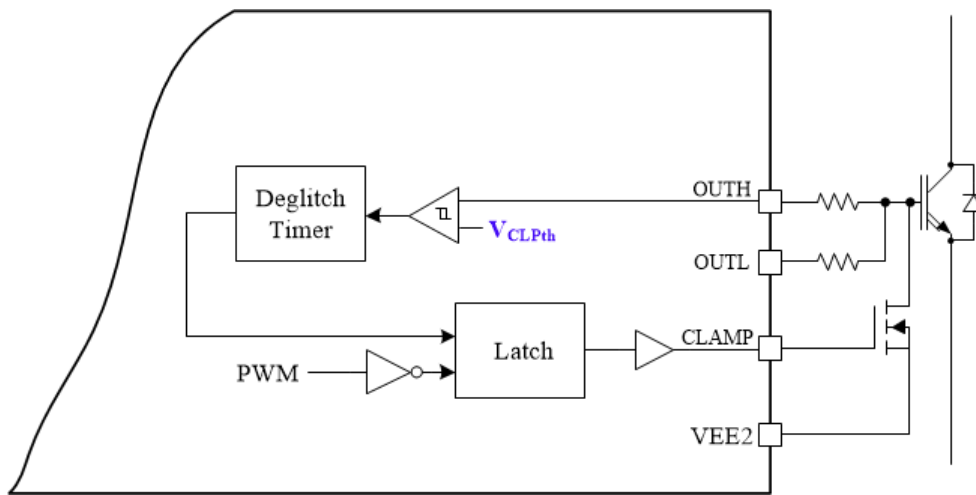 OUTH
Deglitch
Timer
VCLPth
OUTL
CLAMP
Latch
PWM
VEE2